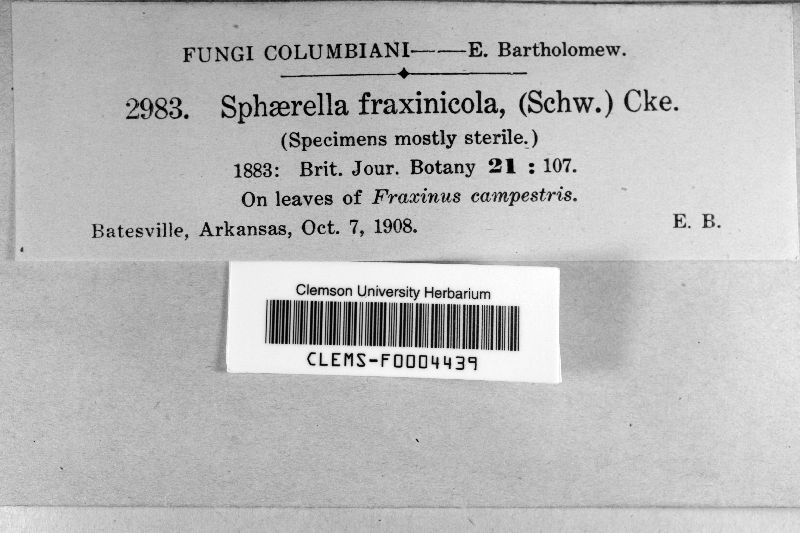 FUNGI COLUMBIANI——E. Bartholomew.
2983. Sphærella fraxinicola, (Schw.) Cke.
(Specimens mostly sterile.)
1883: Brit. Jour. Botany 21 : 107.
On leaves of Fraxinus campestris.
Batesville, Arkansas, Oct. 7, 1908. E. B.
Clemson University Herbarium
CLEMS-F0004439